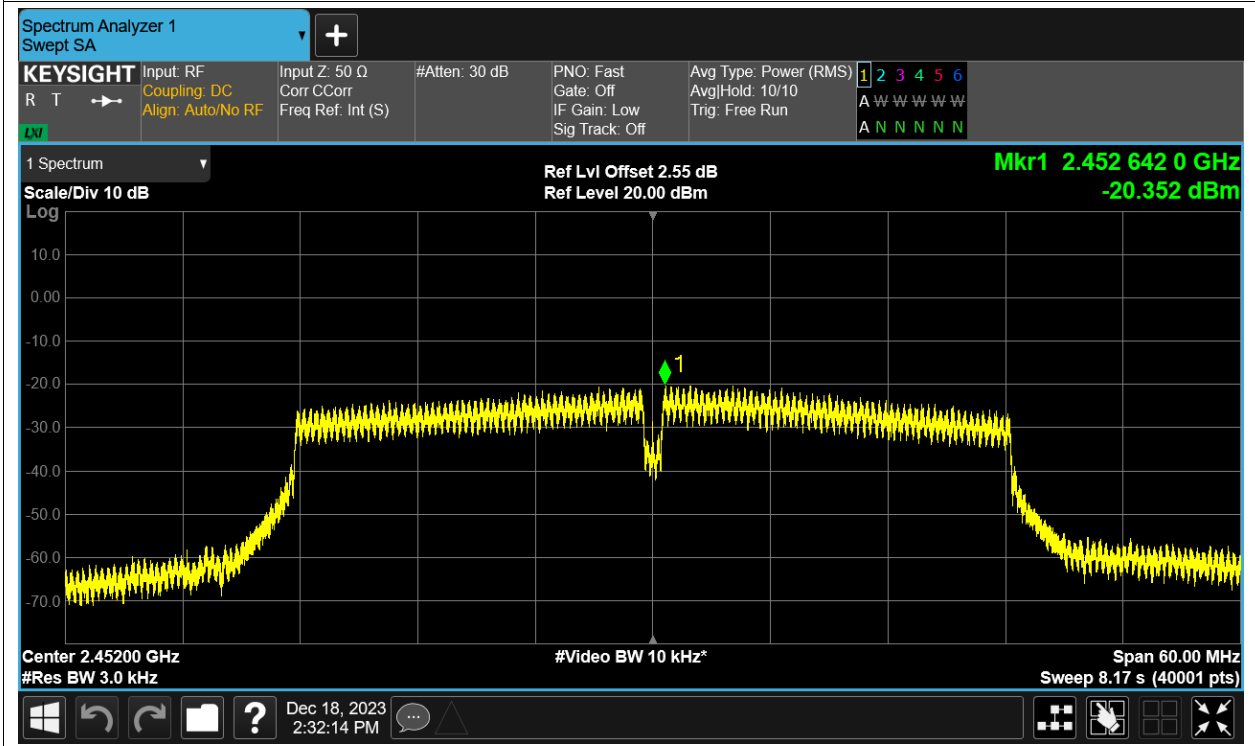 Spectrum Analyzer 1
Swept SA
+
KEYSIGHT
R T
LXI
Input: RF
Coupling: DC
Align: Auto/No RF
Input Z: 50 Ω
Corr CCorr
Freq Ref: Int (S)
#Atten: 30 dB
PNO: Fast
Gate: Off
IF Gain: Low
Sig Track: Off
Avg Type: Power (RMS)
Avg|Hold: 10/10
Trig: Free Run
1 2 3 4 5 6
A W W W W W
A N N N N N
1 Spectrum
Scale/Div 10 dB
Log
Ref Lvl Offset 2.55 dB
Ref Level 20.00 dBm
Mkr1 2.452 642 0 GHz
-20.352 dBm
10.0
0.00
-10.0
1
-20.0
-30.0
-40.0
-50.0
-60.0
-70.0
Center 2.45200 GHz
#Res BW 3.0 kHz
#Video BW 10 kHz*
Span 60.00 MHz
Sweep 8.17 s (40001 pts)
?
Dec 18, 2023
2:32:14 PM